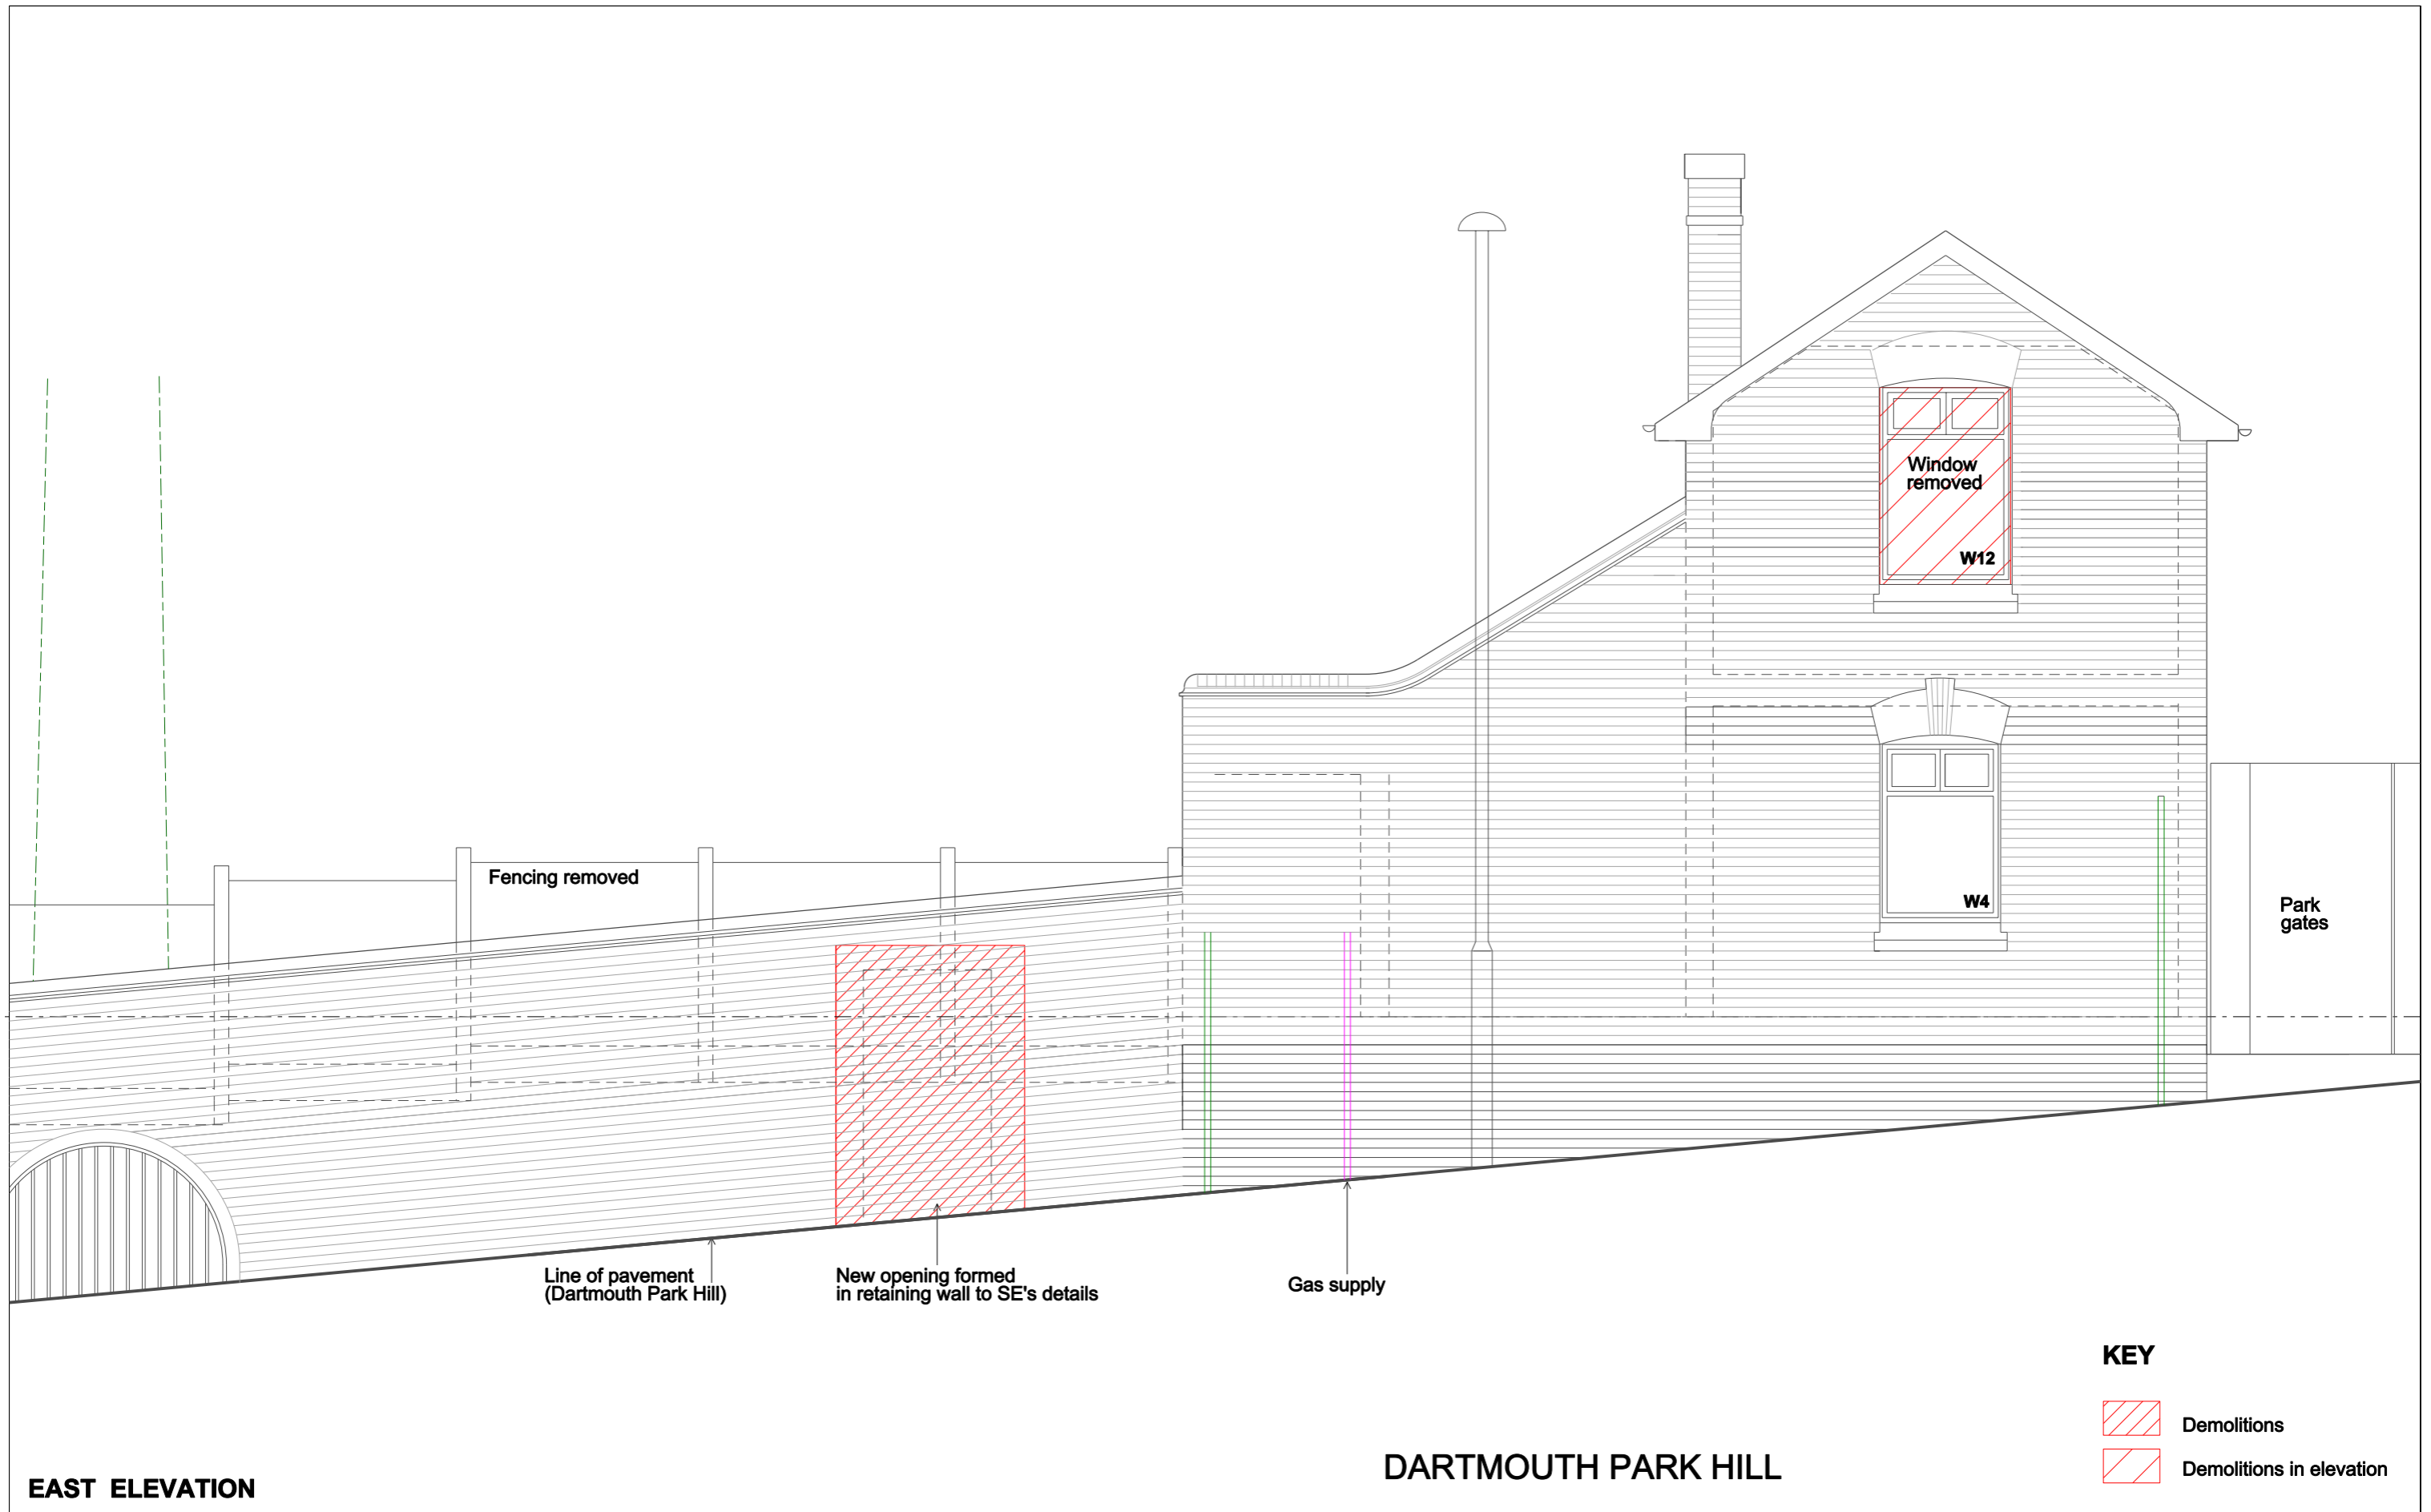 Window
removed
W12
Fencing removed
W4
Park
gates
Line of pavement
(Dartmouth Park Hill)
New opening formed
in retaining wall to SE's details
Gas supply
KEY
Demolitions
Demolitions in elevation
DARTMOUTH PARK HILL
EAST ELEVATION